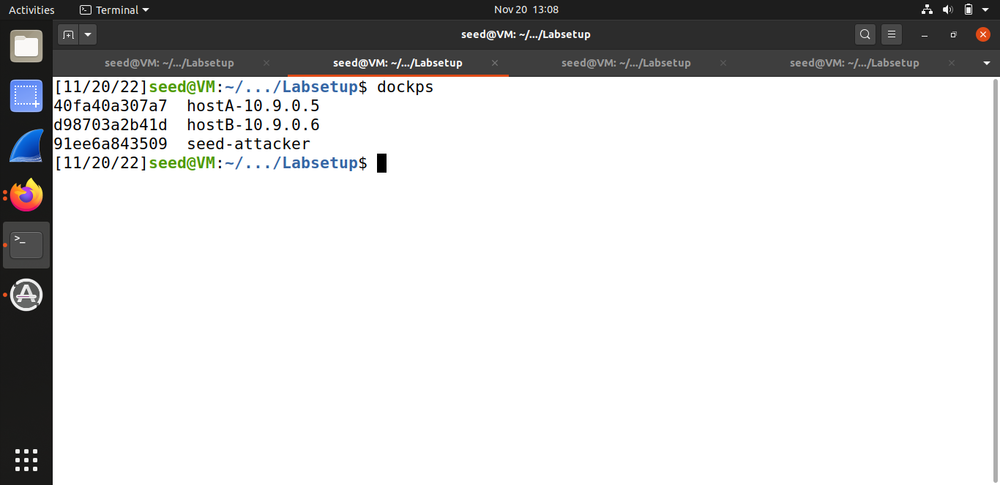 Activities Terminal Nov 20 13:08
seed@VM: ~/.../Labsetup
seed@VM: ~/.../Labsetup seed@VM: ~/.../Labsetup seed@VM: ~/.../Labsetup seed@VM: ~/.../Labsetup
[11/20/22]seed@VM:~/.../Labsetup$ dockps
40fa40a307a7 hostA-10.9.0.5
d98703a2b41d hostB-10.9.0.6
91ee6a843509 seed-attacker
[11/20/22]seed@VM:~/.../Labsetup$